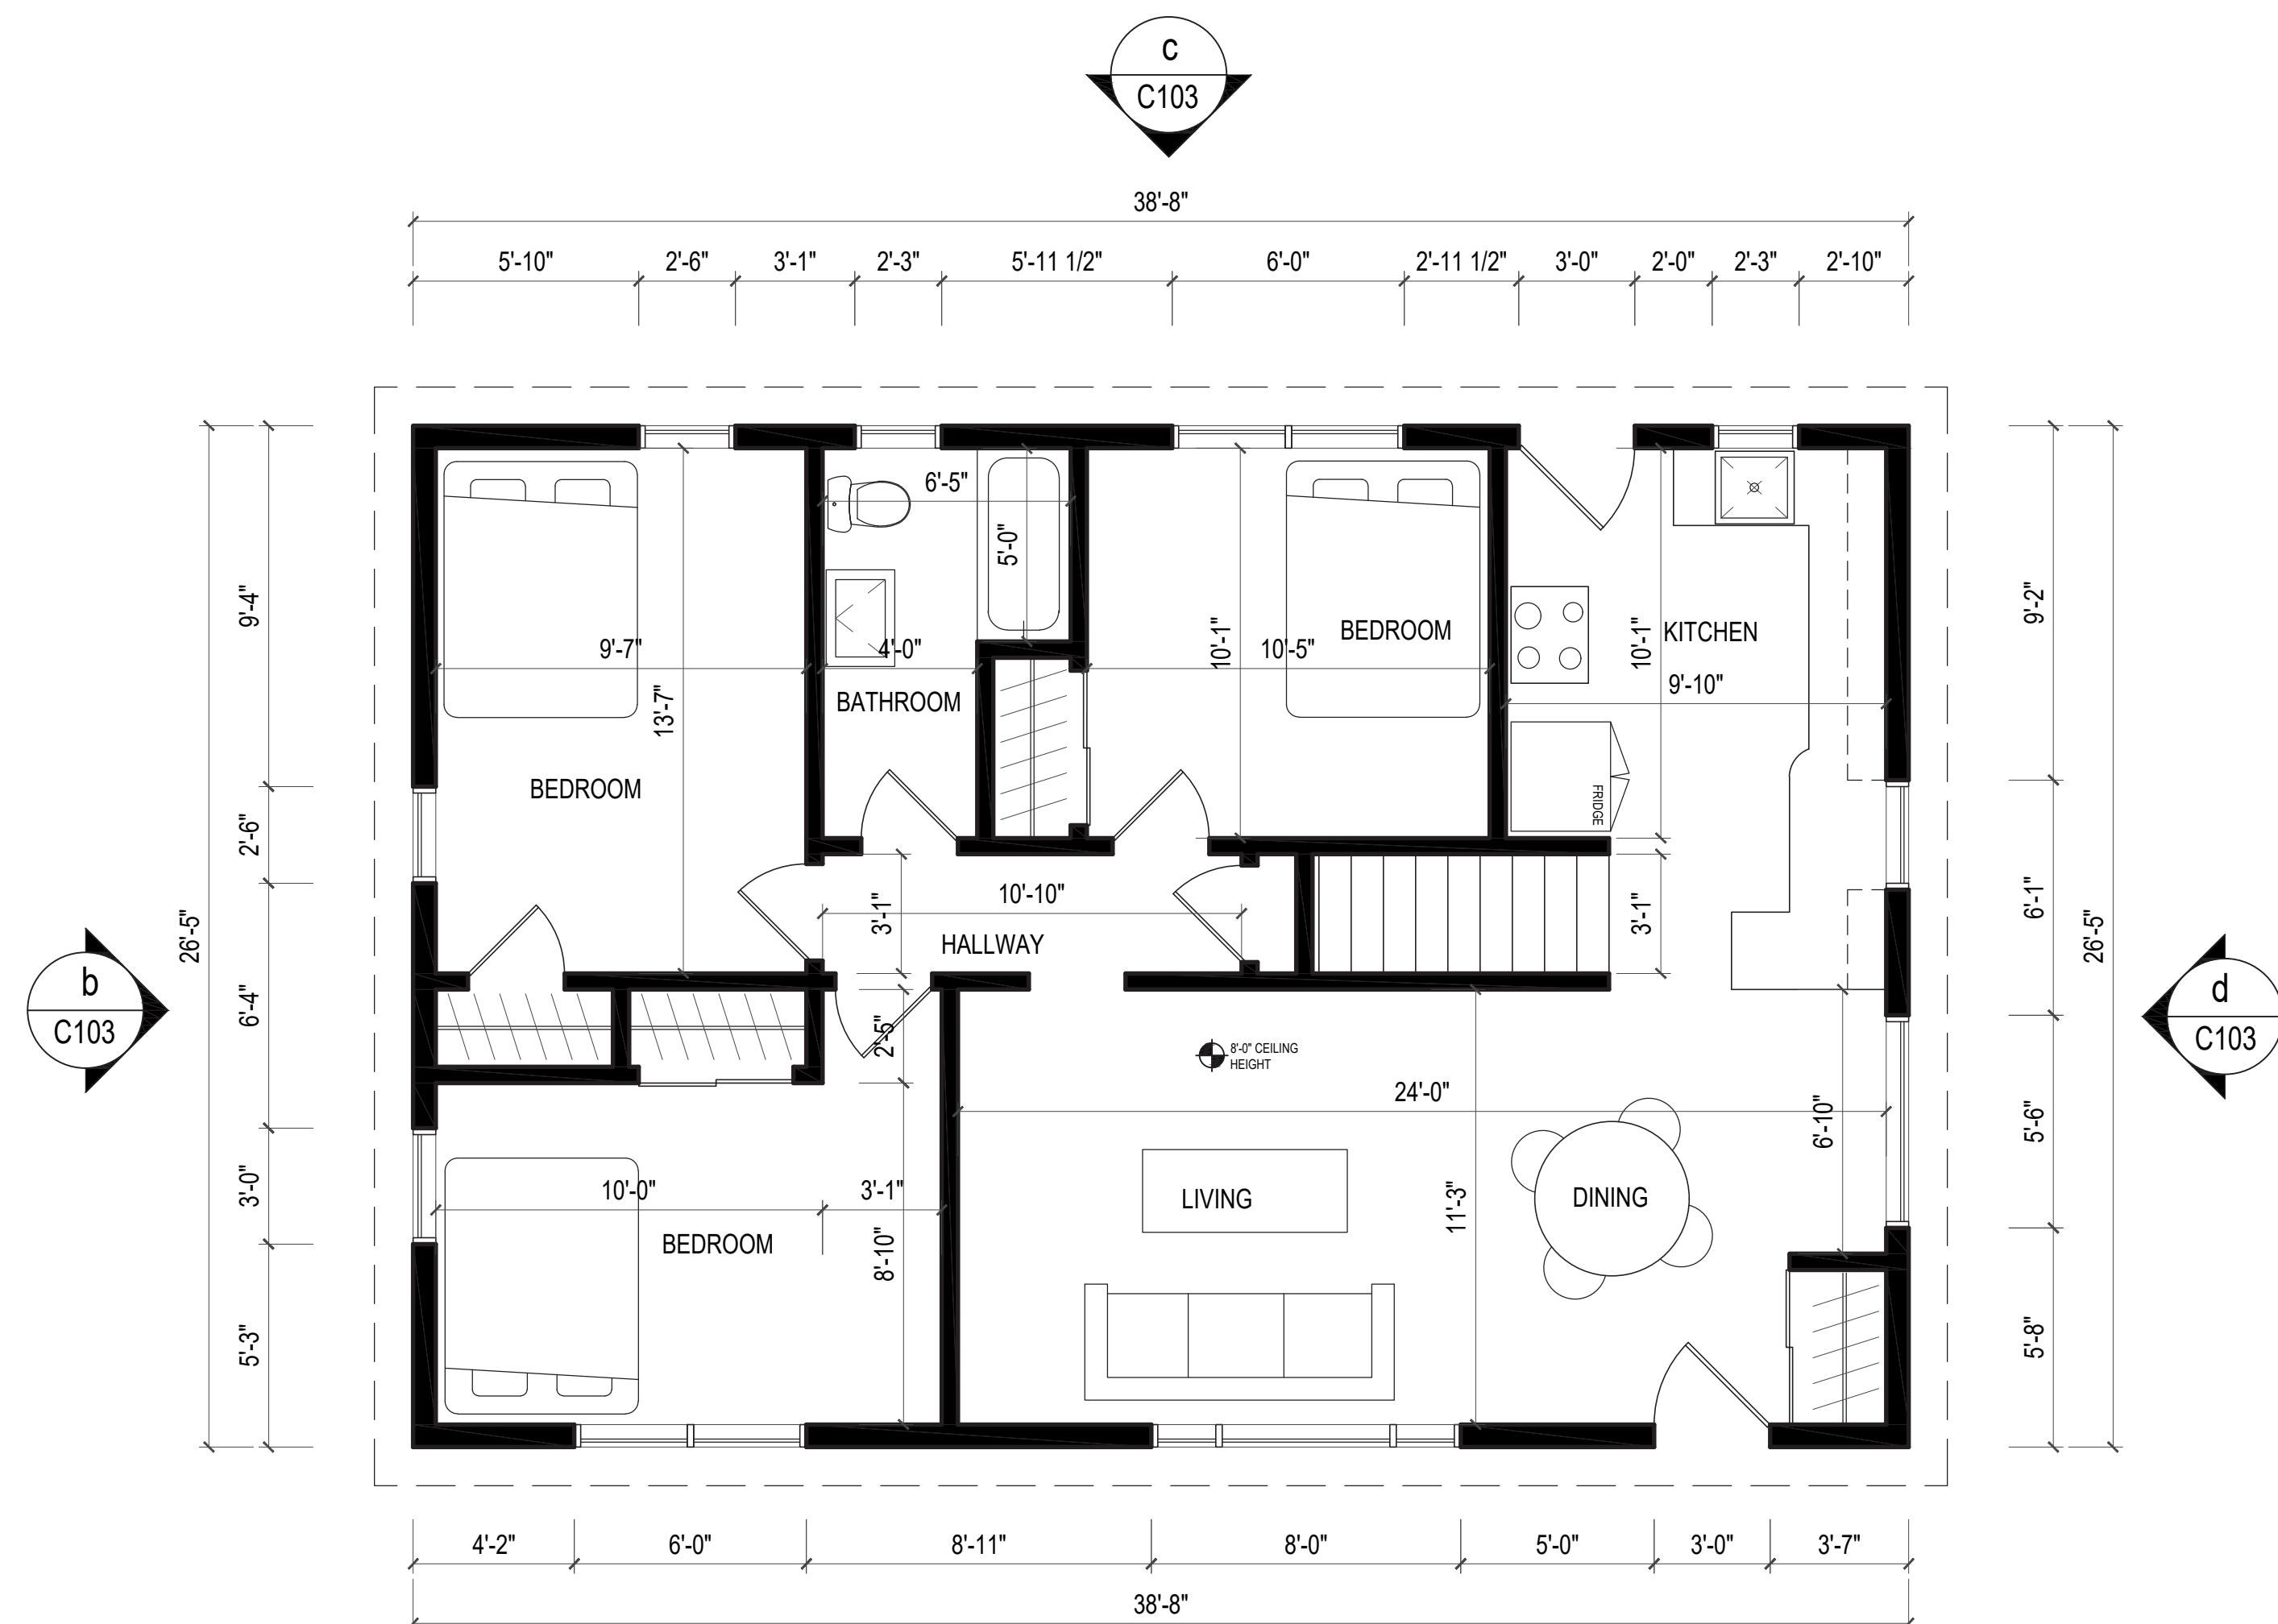 c
C103
38'-8"
5'-10" 2'-6" 3'-1" 2'-3" 5'-11 1/2" 6'-0" 2'-11 1/2" 3'-0" 2'-0" 2'-3" 2'-10"
6'-5"
5'-0"
9'-4"
9'-2"
9'-7"
4'-0"
10'-1"
10'-5"
BEDROOM
10'-1"
KITCHEN
9'-10"
13'-7"
BATHROOM
BEDROOM
FRIDGE
2'-6"
10'-10"
3'-1"
3'-1"
6'-1"
26'-5"
26'-5"
HALLWAY
b
C103
d
C103
6'-4"
2'-5"
8'-0" CEILING
HEIGHT
24'-0"
6'-10"
5'-6"
3'-0"
10'-0"
3'-1"
LIVING
11'-3"
DINING
BEDROOM
8'-10"
5'-3"
5'-8"
4'-2" 6'-0" 8'-11" 8'-0" 5'-0" 3'-0" 3'-7"
38'-8"